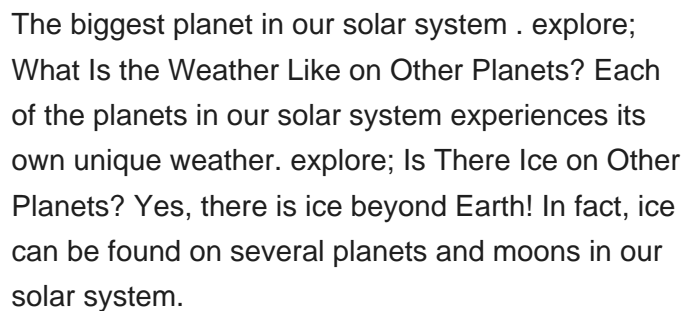 The biggest planet in our solar system . explore;
What Is the Weather Like on Other Planets? Each
of the planets in our solar system experiences its
own unique weather. explore; Is There Ice on Other
Planets? Yes, there is ice beyond Earth! In fact, ice
can be found on several planets and moons in our
solar system.